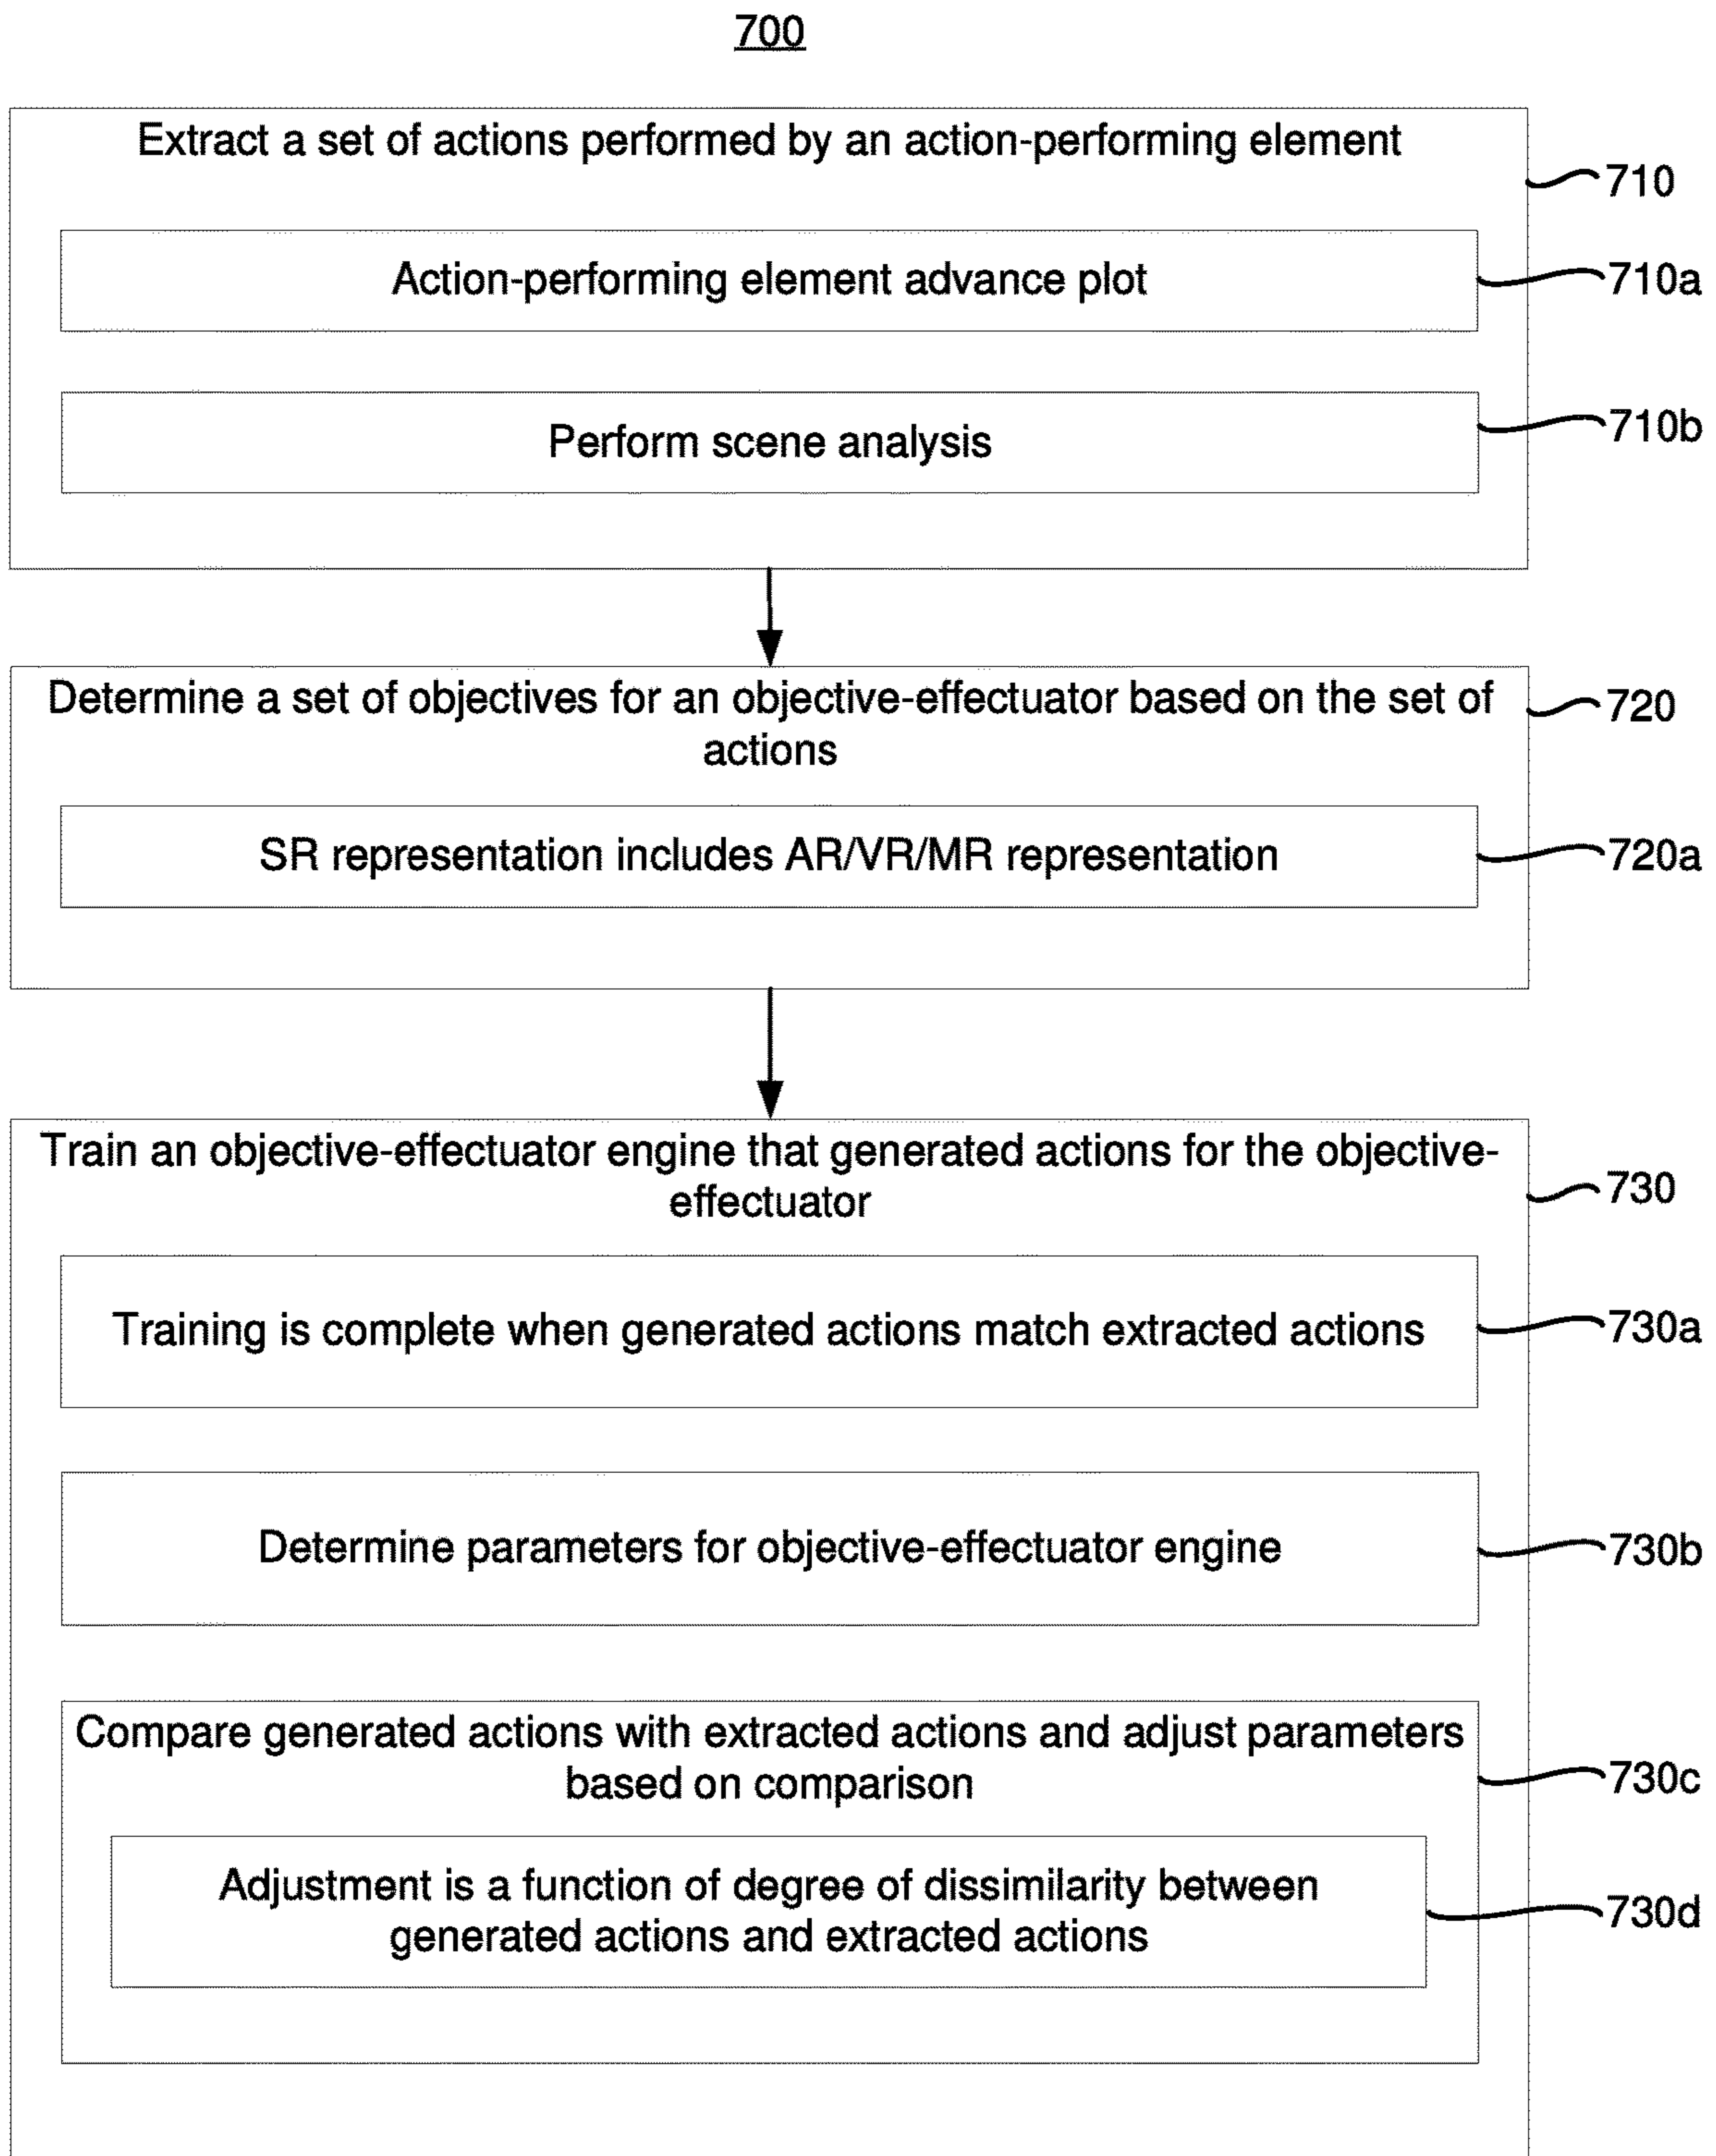 700
Extract a set of actions performed by an action-performing element
710
Action-performing element advance plot
710a
Perform scene analysis
710b
Determine a set of objectives for an objective-effectuator based on the set of
actions
720
SR representation includes AR/VR/MR representation
720a
Train an objective-effectuator engine that generated actions for the objective-
effectuator
730
Training is complete when generated actions match extracted actions
730a
Determine parameters for objective-effectuator engine
730b
Compare generated actions with extracted actions and adjust parameters
based on comparison
730c
Adjustment is a function of degree of dissimilarity between
generated actions and extracted actions
730d